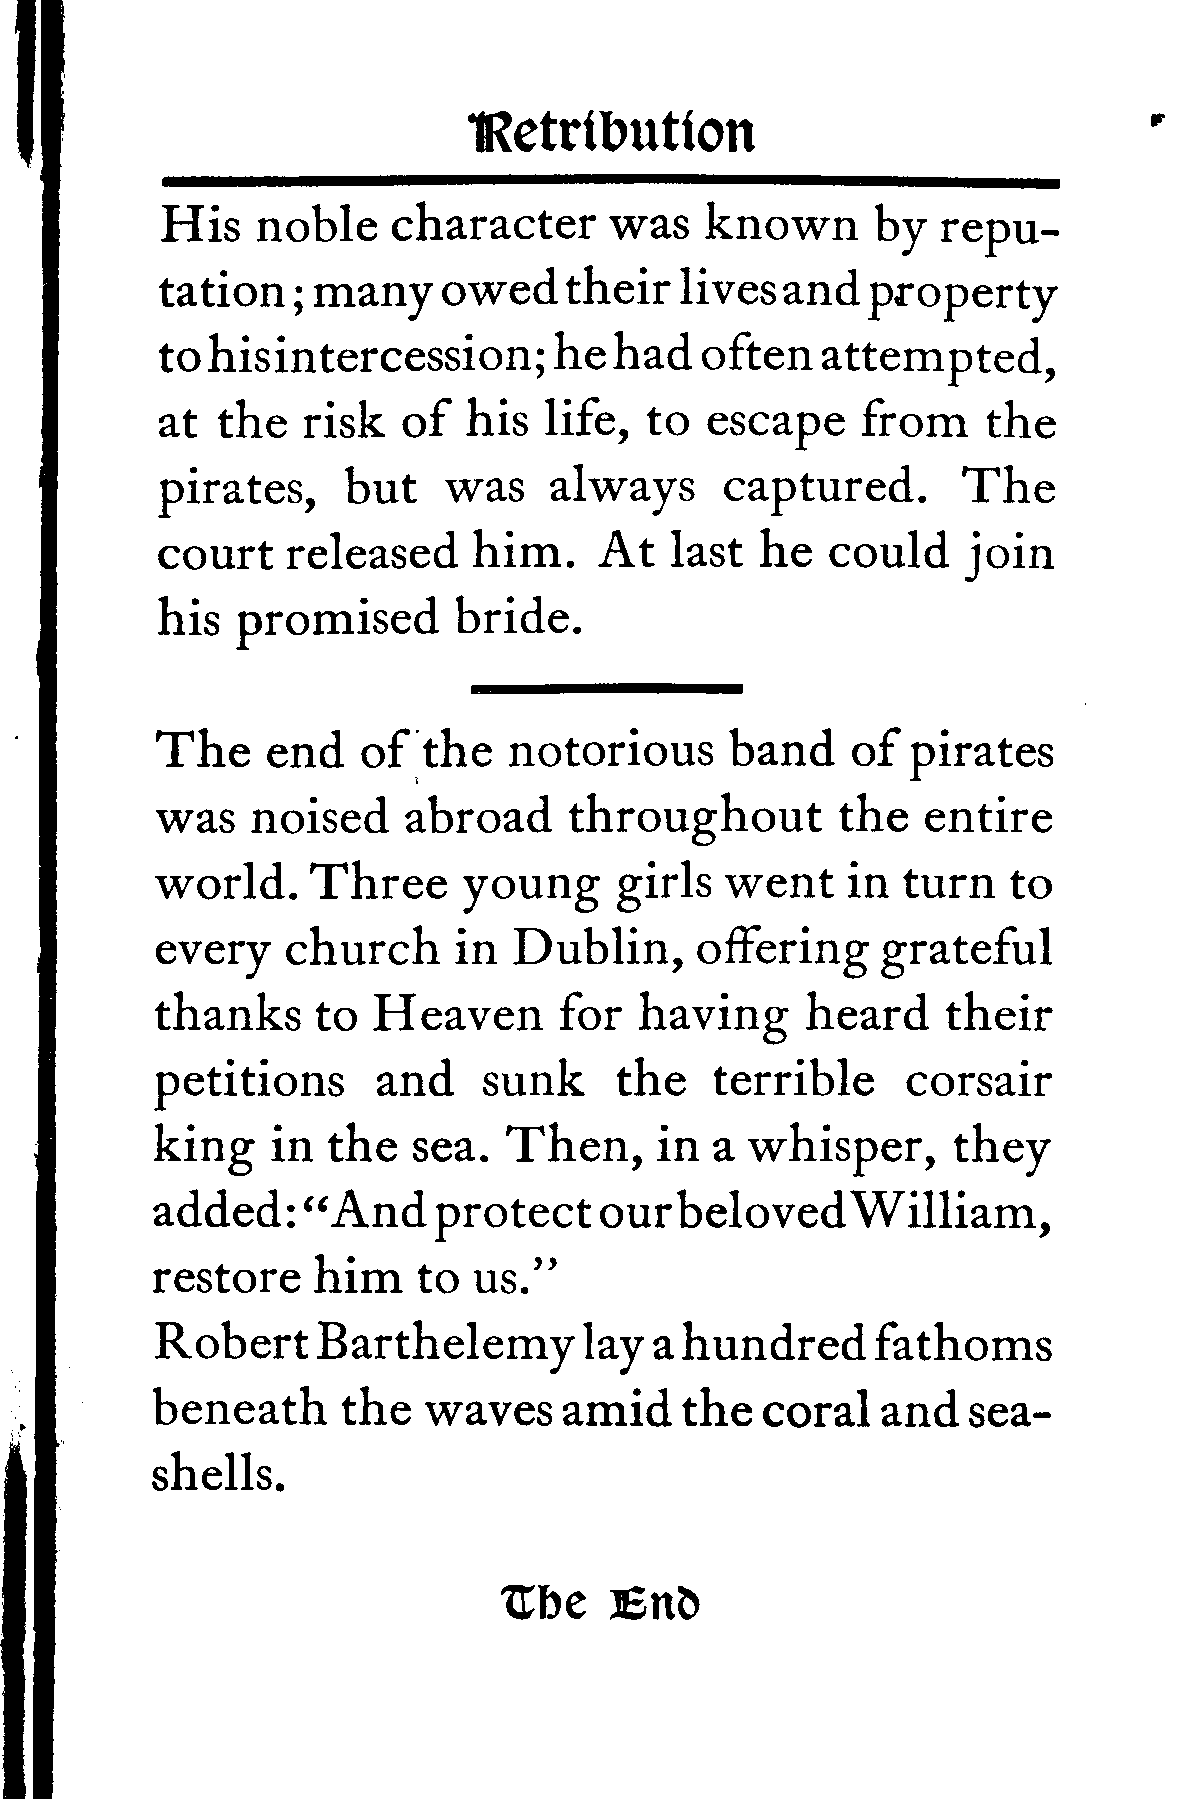 Retribution
His noble character was known by repu-
tation; many owed their lives and property
to his intercession; he had often attempted,
at the risk of his life, to escape from the
pirates, but was always captured. The
court released him. At last he could join
his promised bride.
The end of the notorious band of pirates
was noised abroad throughout the entire
world. Three young girls went in turn to
every church in Dublin, offering grateful
thanks to Heaven for having heard their
petitions and sunk the terrible corsair
king in the sea. Then, in a whisper, they
added: "And protect our beloved William,
restore him to us."
Robert Barthelemy lay a hundred fathoms
beneath the waves amid the coral and sea-
shells.
The End